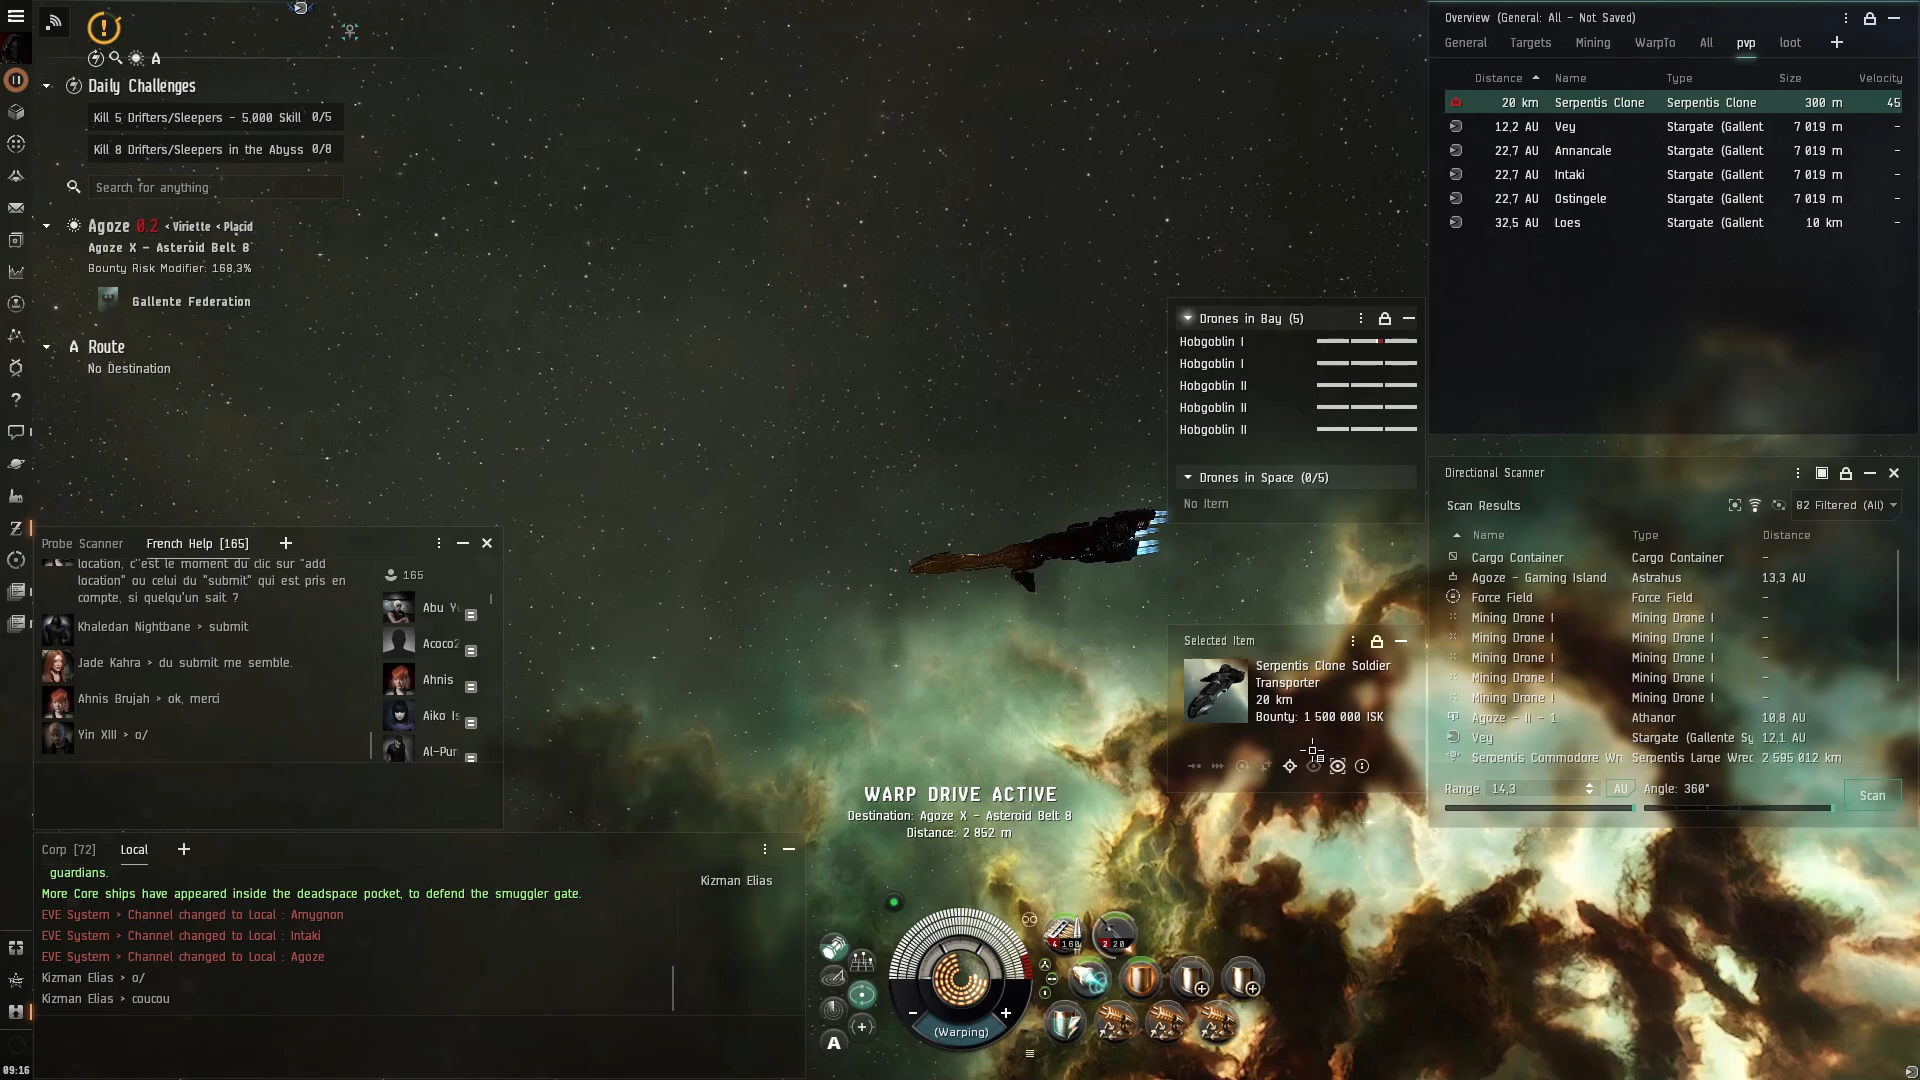 Daily Challenges
Kill 5 Drifters/Sleepers - 5,000 Skill 0/5
Kill 8 Drifters/Sleepers in the Abyss 0/8
Search for anything
Agoze 0.2 < Viriette < Placid
Agoze X - Asteroid Belt 8
Bounty Risk Modifier: 168,3%
Gallente Federation
Route
No Destination
Overview (General: All - Not Saved)
General Targets Mining WarpTo All pvp loot
Distance Name Type Size Velocity
20 km Serpentis Clone Serpentis Clone 300 m 45
12,2 AU Vey Stargate (Gallent 7 019 m -
22,7 AU Annancale Stargate (Gallent 7 019 m -
22,7 AU Intaki Stargate (Gallent 7 019 m -
22,7 AU Ostingele Stargate (Gallent 7 019 m -
32,5 AU Loes Stargate (Gallent 10 km -
Drones in Bay (5)
Hobgoblin I
Hobgoblin I
Hobgoblin II
Hobgoblin II
Hobgoblin II
Drones in Space (0/5)
No Item
Directional Scanner
Scan Results 82 Filtered (All)
Name Type Distance
Cargo Container Cargo Container -
Agoze - Gaming Island Astrahus 13,3 AU
Force Field Force Field -
Mining Drone I Mining Drone I -
Mining Drone I Mining Drone I -
Mining Drone I Mining Drone I -
Mining Drone I Mining Drone I -
Mining Drone I Mining Drone I -
Agoze - II - 1 Athanor 10,8 AU
Vey Stargate (Gallente Sy 12,1 AU
Serpentis Commodore Wre Serpentis Large Wrec 2 595 012 km
Range 14,3 AU Angle: 360°
Scan
Probe Scanner French Help [165]
location, c'est le moment du clic sur "add
location" ou celui du "submit" qui est pris en
compte, si quelqu'un sait ?
Khaledan Nightbane > submit
Jade Kahra > du submit me semble.
Ahnis Brujah > ok, merci
Yin XIII > o/
165
Abu Y
Acoco2
Ahnis
Aiko Is
Al-Pur
Selected Item
Serpentis Clone Soldier
Transporter
20 km
Bounty: 1 500 000 ISK
WARP DRIVE ACTIVE
Destination: Agoze X - Asteroid Belt 8
Distance: 2 852 m
Corp [72] Local
guardians.
More Core ships have appeared inside the deadspace pocket, to defend the smuggler gate.
EVE System > Channel changed to Local : Amygnon
EVE System > Channel changed to Local : Intaki
EVE System > Channel changed to Local : Agoze
Kizman Elias > o/
Kizman Elias > coucou
Kizman Elias
4 160
2 20
(Warping)
A
09:16